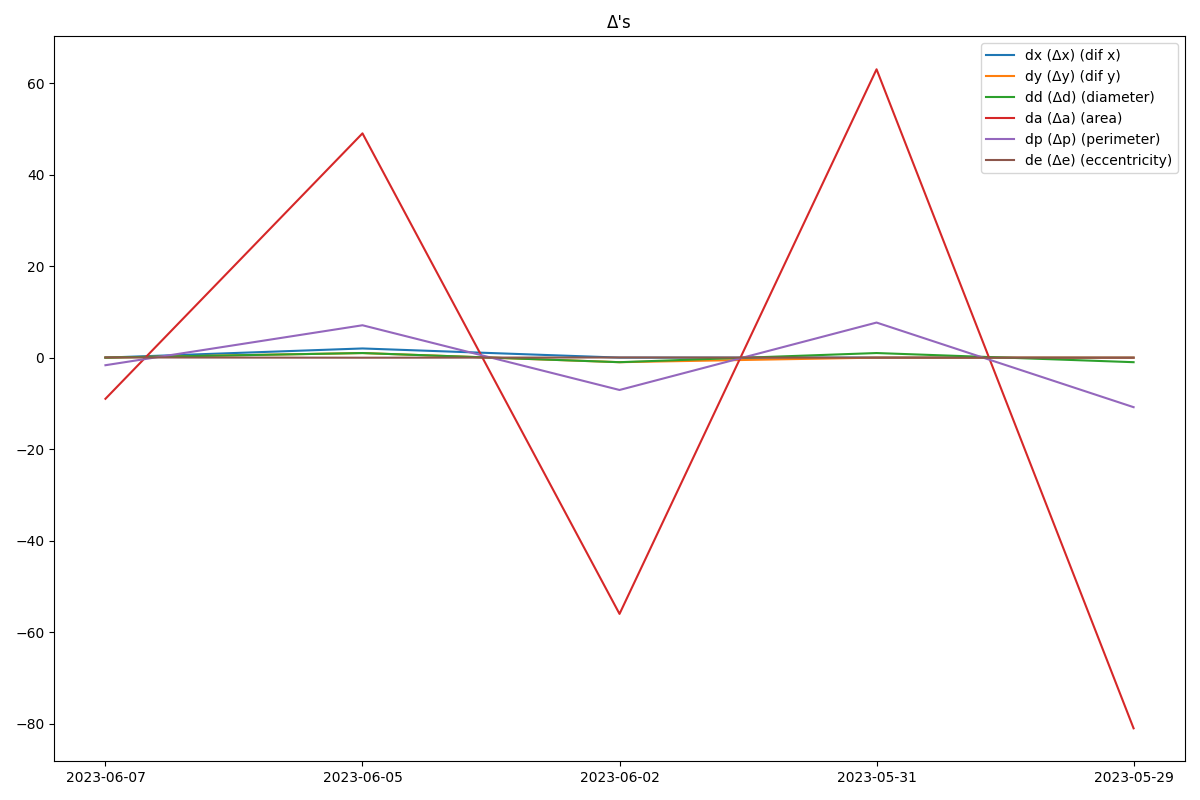 Δ's
dx (Δx) (dif x)
dy (Δy) (dif y)
dd (Δd) (diameter)
da (Δa) (area)
dp (Δp) (perimeter)
de (Δe) (eccentricity)
60
40
20
0
−20
−40
−60
−80
2023-06-07 2023-06-05 2023-06-02 2023-05-31 2023-05-29